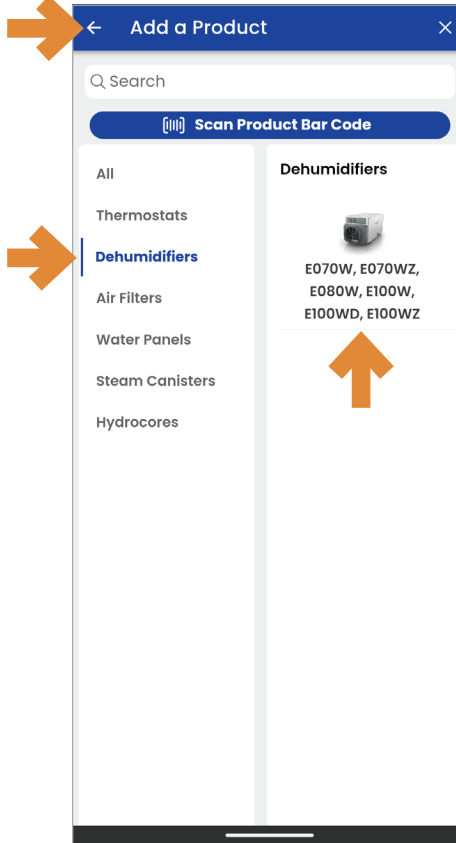 Add a Product
Search
Scan Product Bar Code
All
Thermostats
Dehumidifiers
Air Filters
Water Panels
Steam Canisters
Hydrocores
Dehumidifiers
E070W, E070WZ,
E080W, E100W,
E100WD, E100WZ